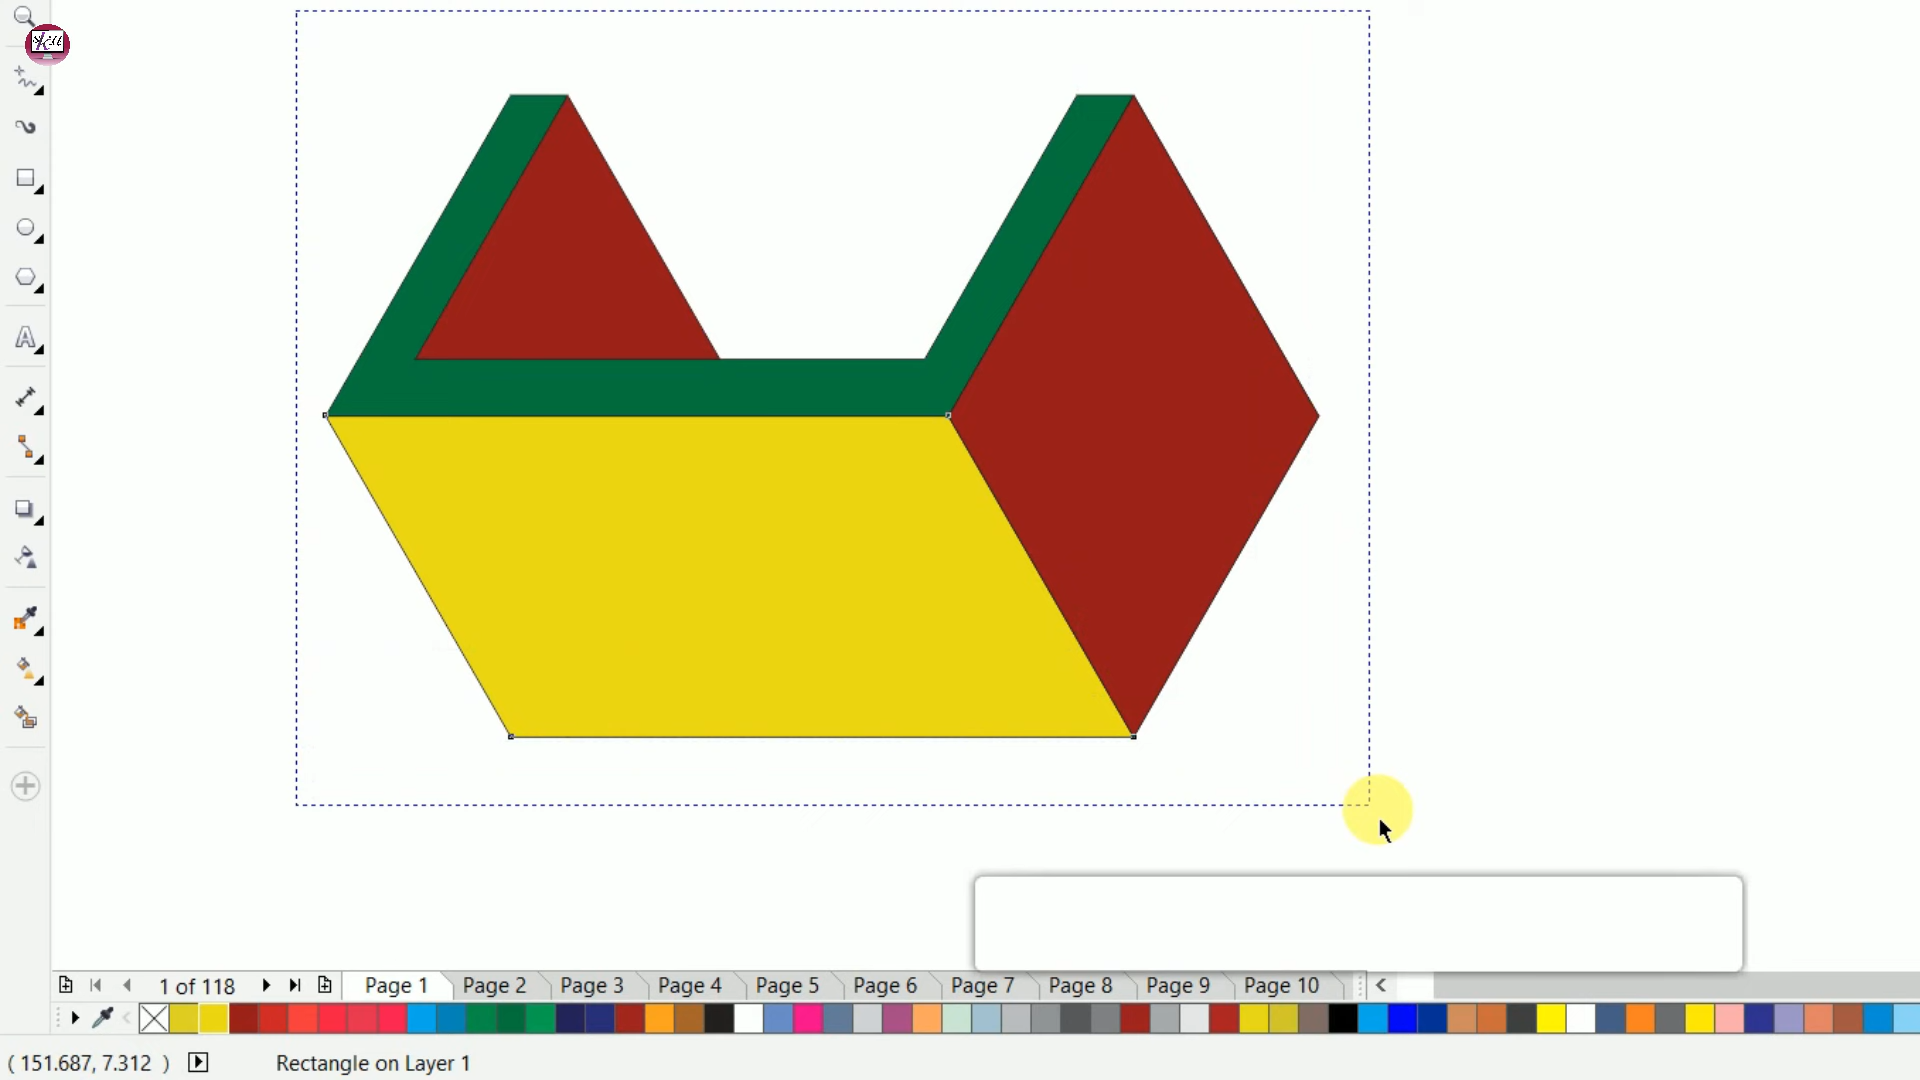 A
1 of 118
Page 1
Page 2
Page 3
Page 4
Page 5
Page 6
Page 7
Page 8
Page 9
Page 10
( 151.687, 7.312 )
Rectangle on Layer 1